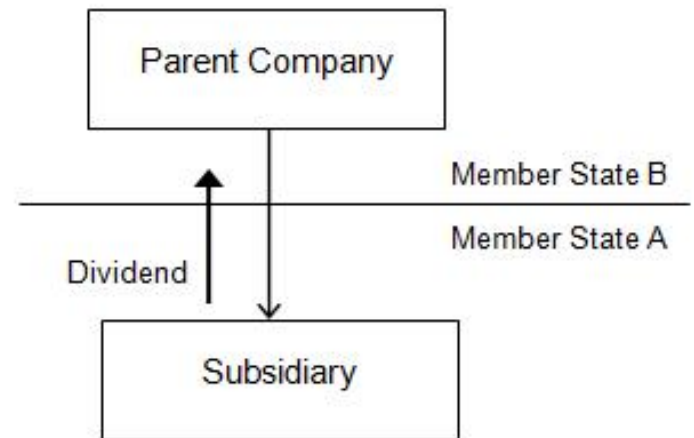 Parent Company
Member State B
Member State A
Dividend
Subsidiary